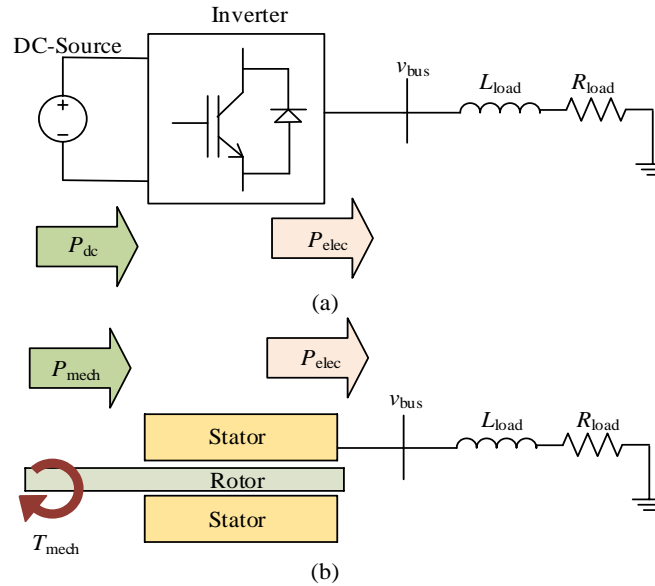 Inverter
DC-Source
+
−
v_bus
L_load
R_load
P_dc
P_elec
(a)
P_mech
P_elec
v_bus
L_load
R_load
Stator
Rotor
Stator
T_mech
(b)